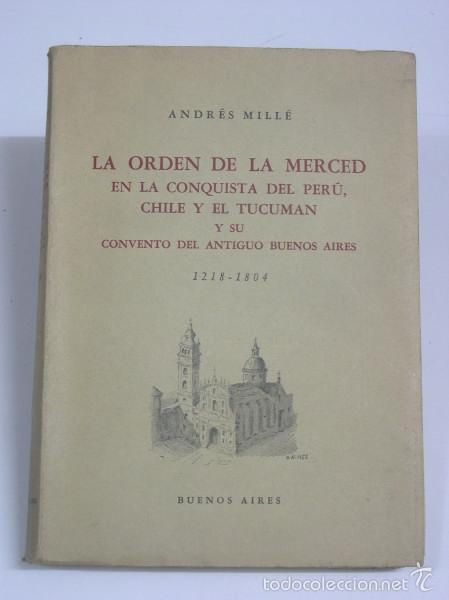 ANDRÉS MILLÉ
LA ORDEN DE LA MERCED
EN LA CONQUISTA DEL PERÚ,
CHILE Y EL TUCUMAN
Y SU
CONVENTO DEL ANTIGUO BUENOS AIRES
1218-1804
BUENOS AIRES
todocoleccion.net